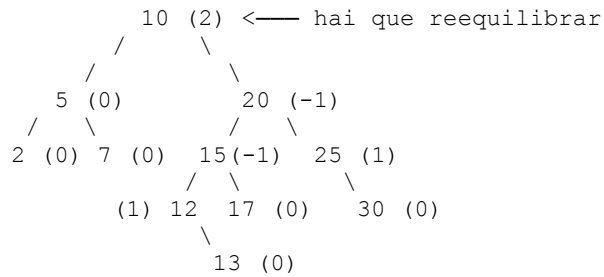 10 (2) <—— hai que reequilibrar
5 (0) 20 (-1)
2 (0) 7 (0) 15(-1) 25 (1)
(1) 12 17 (0) 30 (0)
13 (0)